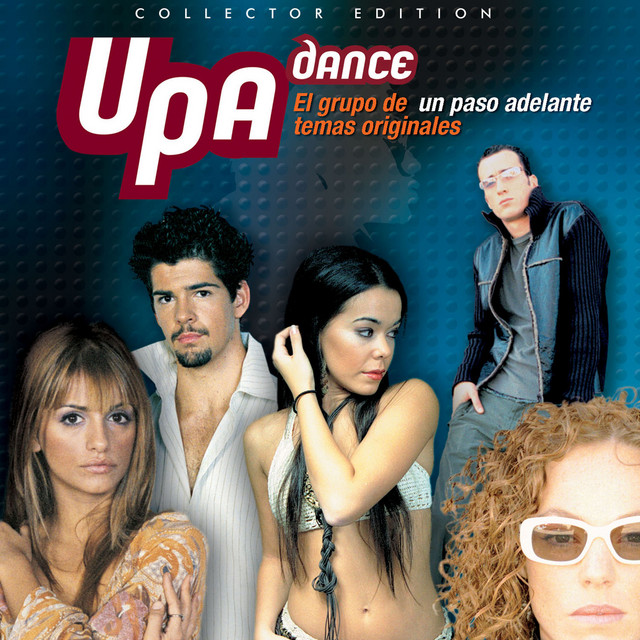 COLLECTOR EDITION
UPA DANCE
El grupo de un paso adelante
temas originales